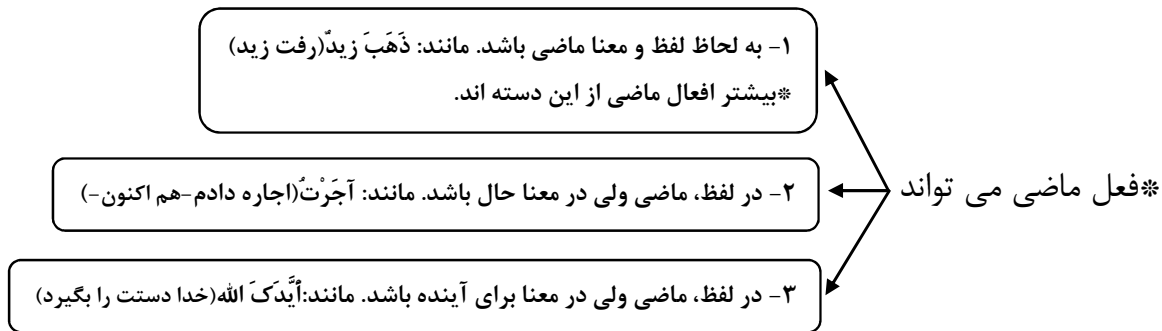 *فعل ماضی می تواند
۱- به لحاظ لفظ و معنا ماضی باشد. مانند: ذَهَبَ زیدٌ(رفت زید)
*بیشتر افعال ماضی از این دسته اند.
۲- در لفظ، ماضی ولی در معنا حال باشد. مانند: آجَرْتُ(اجاره دادم-هم اکنون-)
۳- در لفظ، ماضی ولی در معنا برای آینده باشد. مانند:أیَّدَکَ الله(خدا دستت را بگیرد)